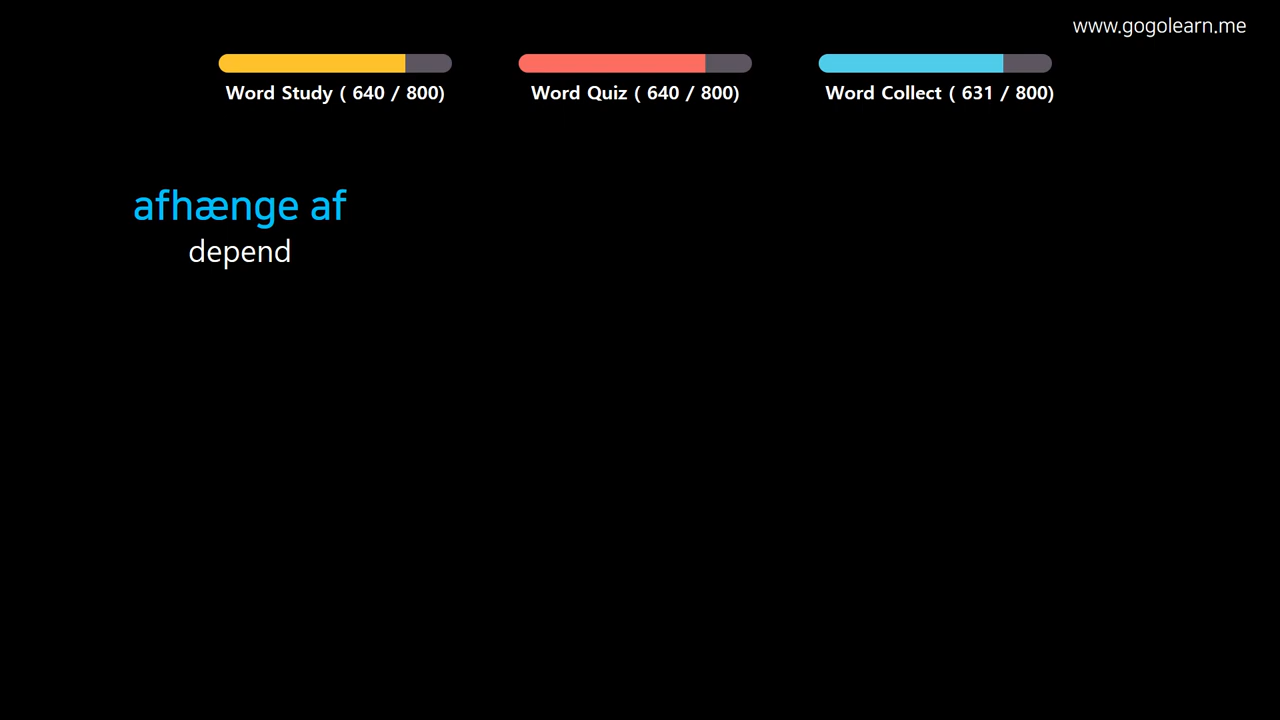 www.gogolearn.me
Word Study ( 640 / 800)
Word Quiz ( 640 / 800)
Word Collect ( 631 / 800)
afhænge af
depend